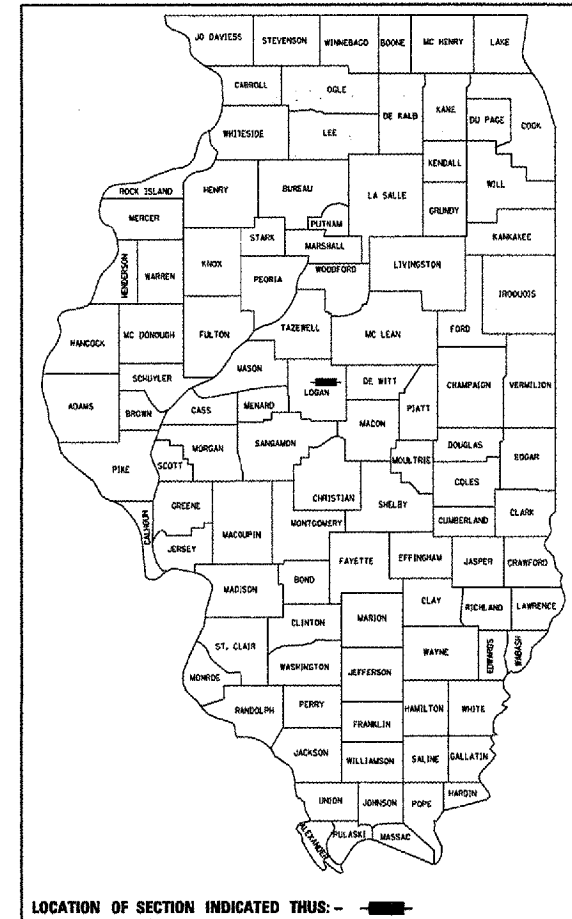 JO DAVIESS STEVENSON WINNEBAGO BOONE MC HENRY LAKE
CARROLL OGLE DE KALB KANE DU PAGE COOK
WHITESIDE LEE
KENDALL WILL
ROCK ISLAND HENRY BUREAU LA SALLE GRUNDY
MERCER PUTNAM KANKAKEE
STARK MARSHALL
HENDERSON WARREN KNOX WOODFORD LIVINGSTON
PEORIA IROQUOIS
HANCOCK MC DONOUGH FULTON TAZEWELL MC LEAN FORD
MASON
SCHUYLER LOGAN DE WITT CHAMPAIGN VERMILION
ADAMS BROWN CASS MENARD MACON PIATT
PIKE SCOTT MORGAN SANGAMON MOULTRIE DOUGLAS EDGAR
CHRISTIAN COLES
CALHOUN GREENE MACOUPIN MONTGOMERY SHELBY CUMBERLAND CLARK
JERSEY FAYETTE EFFINGHAM JASPER CRAWFORD
MADISON BOND
CLINTON MARION CLAY RICHLAND LAWRENCE
ST. CLAIR WASHINGTON WAYNE EDWARDS WABASH
MONROE JEFFERSON
RANDOLPH PERRY FRANKLIN HAMILTON WHITE
JACKSON WILLIAMSON SALINE GALLATIN
UNION JOHNSON POPE HARDIN
ALEXANDER PULASKI MASSAC
LOCATION OF SECTION INDICATED THUS: -